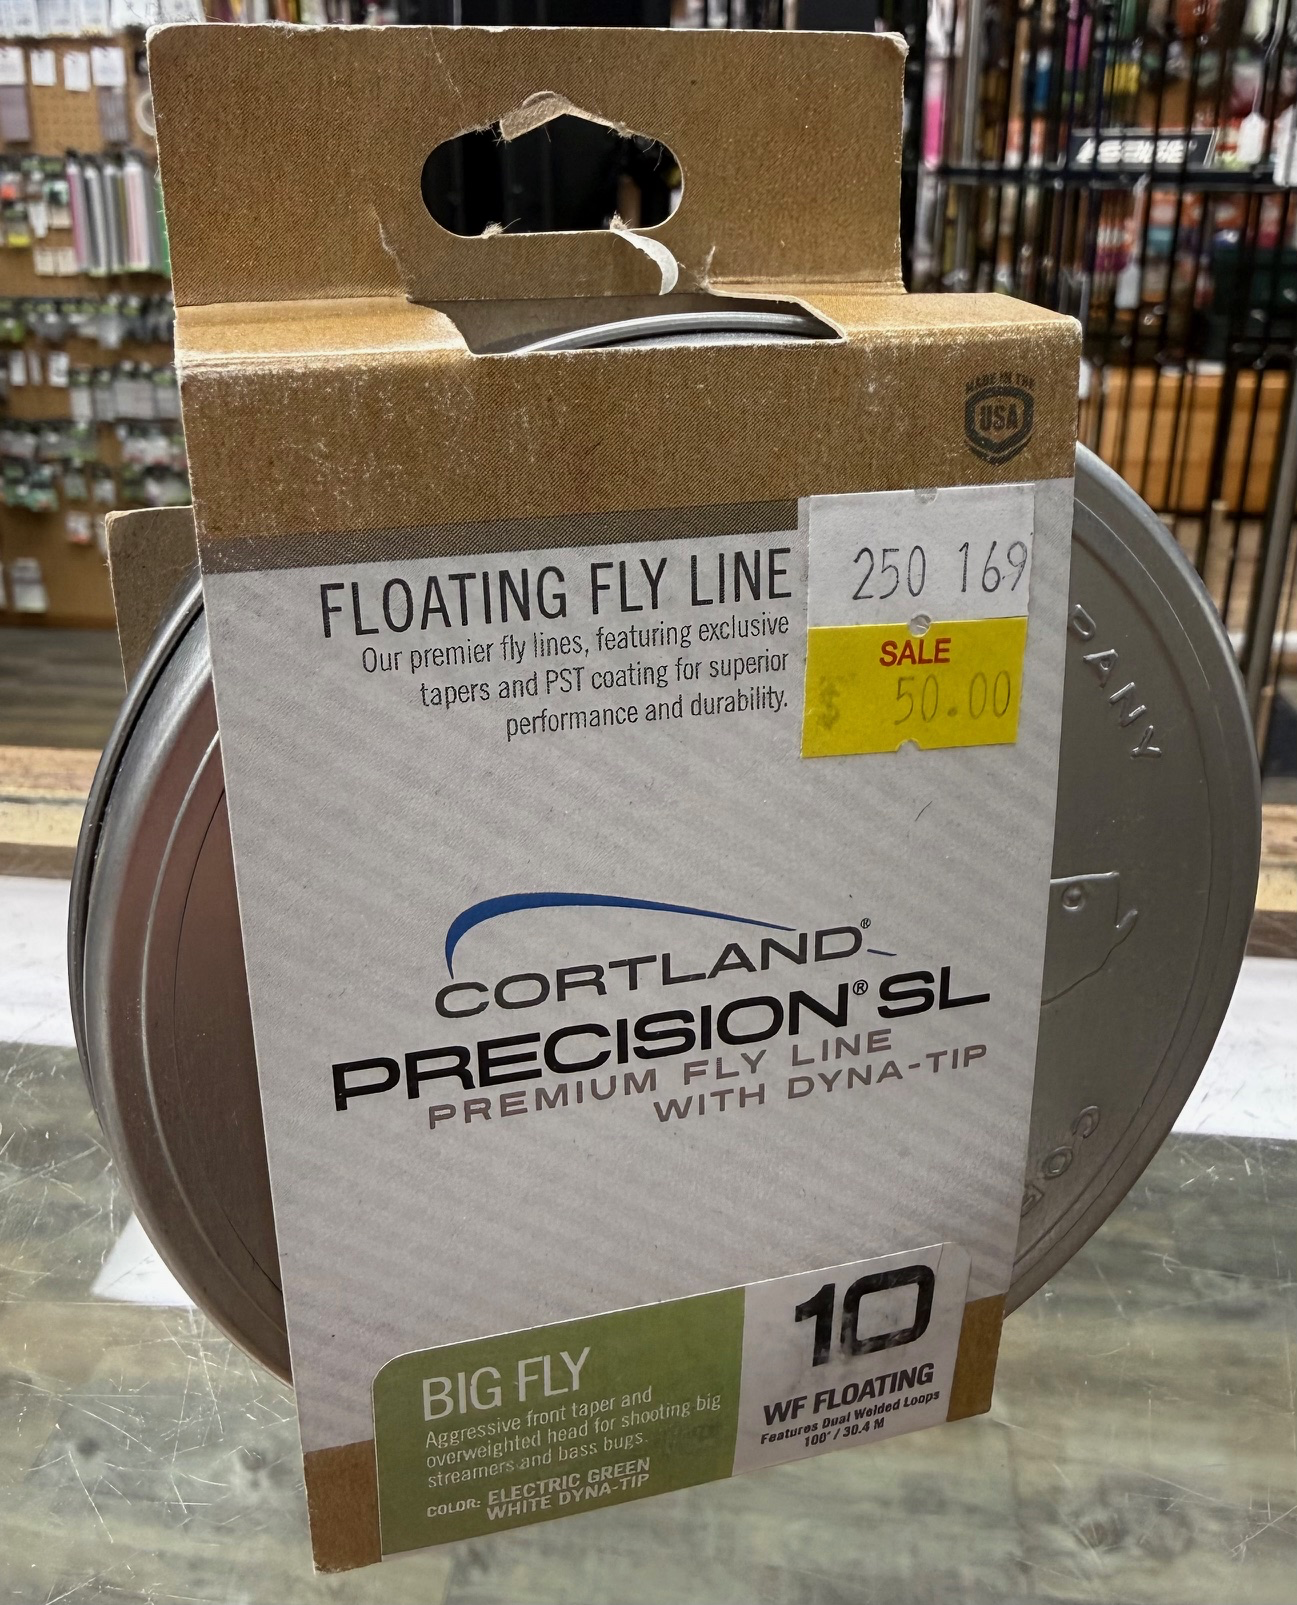 MADE IN THE
USA
250 169
SALE
$ 50.00
FLOATING FLY LINE
Our premier fly lines, featuring exclusive
tapers and PST coating for superior
performance and durability.
PANY
CORTLAND®
PRECISION® SL
PREMIUM FLY LINE
WITH DYNA-TIP
COR
BIG FLY
Aggressive front taper and
overweighted head for shooting big
streamers and bass bugs.
COLOR: ELECTRIC GREEN
WHITE DYNA-TIP
10
WF FLOATING
Features Dual Welded Loops
100' / 30.4 M